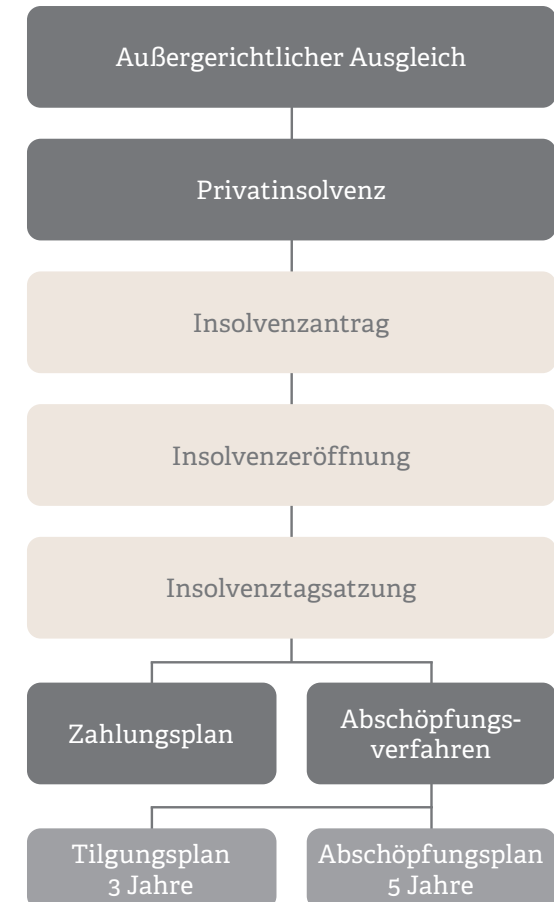 Außergerichtlicher Ausgleich
Privatinsolvenz
Insolvenzantrag
Insolvenzeröffnung
Insolvenztagsatzung
Zahlungsplan
Abschöpfungs-
verfahren
Tilgungsplan
3 Jahre
Abschöpfungsplan
5 Jahre